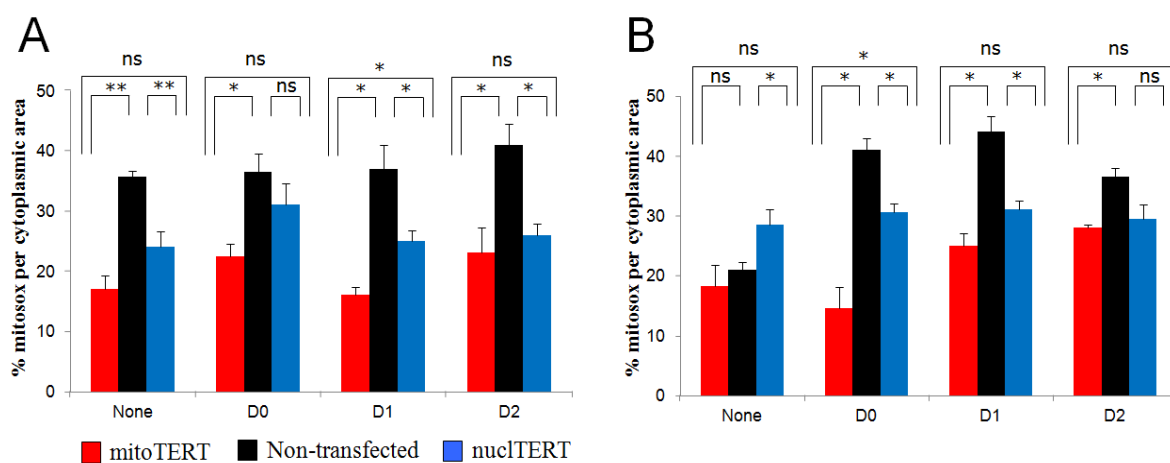 A
ns
ns
*
ns
** **
* ns
* *
* *
% mitosox per cytoplasmic area
50
40
30
20
10
0
None D0 D1 D2
mitoTERT Non-transfected nuclTERT
B
ns
*
ns
ns
ns *
* *
* *
* ns
% mitosox per cytoplasmic area
50
40
30
20
10
0
None D0 D1 D2